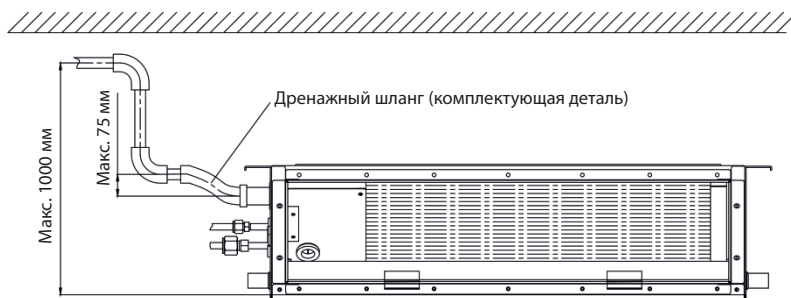 Дренажный шланг (комплектующая деталь)
Макс. 75 мм
Макс. 1000 мм